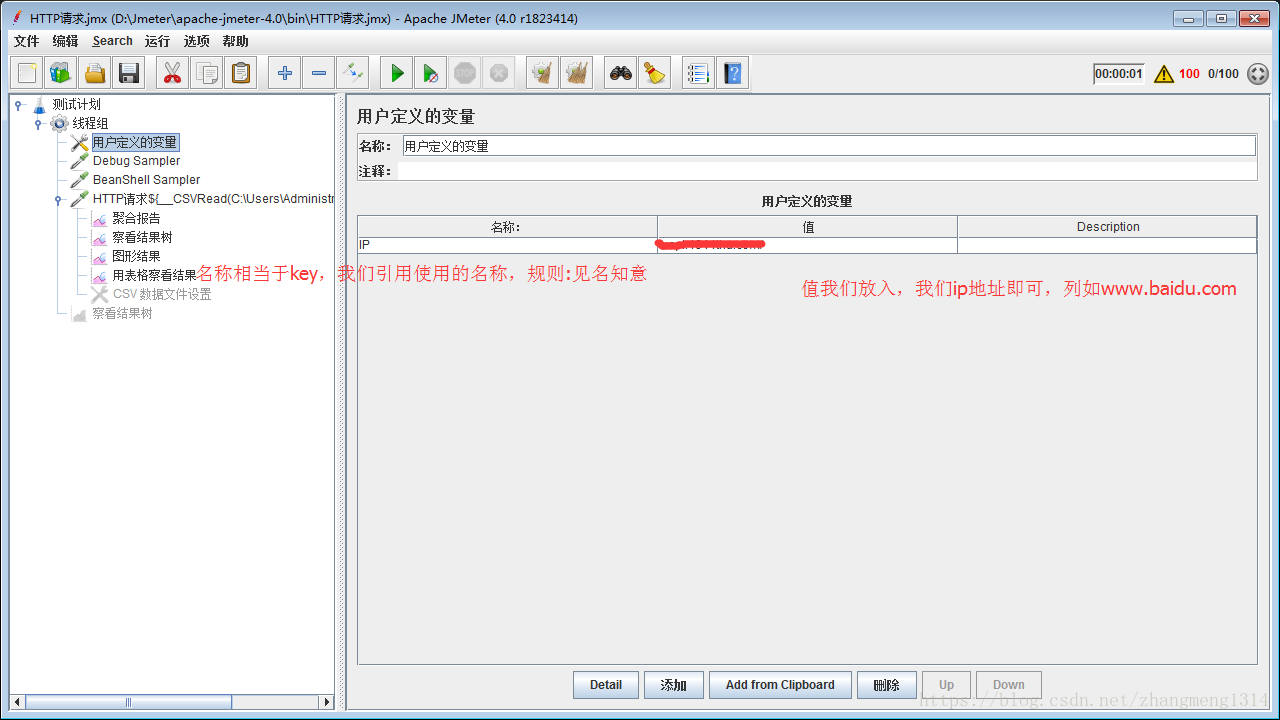 HTTP请求.jmx (D:\Jmeter\apache-jmeter-4.0\bin\HTTP请求.jmx) - Apache JMeter (4.0 r1823414)
文件 编辑 Search 运行 选项 帮助
00:00:01 100 0/100
测试计划
线程组
用户定义的变量
Debug Sampler
BeanShell Sampler
HTTP请求${__CSVRead(C:\Users\Administr
聚合报告
察看结果树
图形结果
用表格察看结果
CSV 数据文件设置
察看结果树
用户定义的变量
名称： 用户定义的变量
注释：
用户定义的变量
名称： 值 Description
IP
名称相当于key，我们引用使用的名称，规则:见名知意
值我们放入，我们ip地址即可，列如www.baidu.com
Detail 添加 Add from Clipboard 删除 Up Down
https://blog.csdn.net/zhangmeng1314